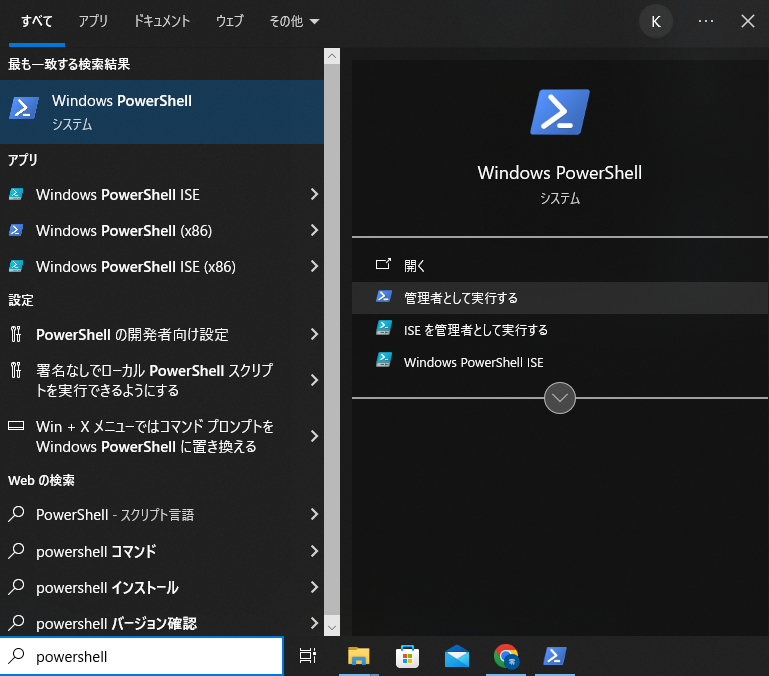 すべて アプリ ドキュメント ウェブ その他 K ...
最も一致する検索結果
Windows PowerShell
システム
アプリ
Windows PowerShell ISE
Windows PowerShell (x86)
Windows PowerShell ISE (x86)
設定
PowerShell の開発者向け設定
署名なしでローカル PowerShell スクリプ
トを実行できるようにする
Win + X メニューではコマンド プロンプトを
Windows PowerShell に置き換える
Web の検索
PowerShell - スクリプト言語
powershell コマンド
powershell インストール
powershell バージョン確認
powershell
Windows PowerShell
システム
開く
管理者として実行する
ISE を管理者として実行する
Windows PowerShell ISE